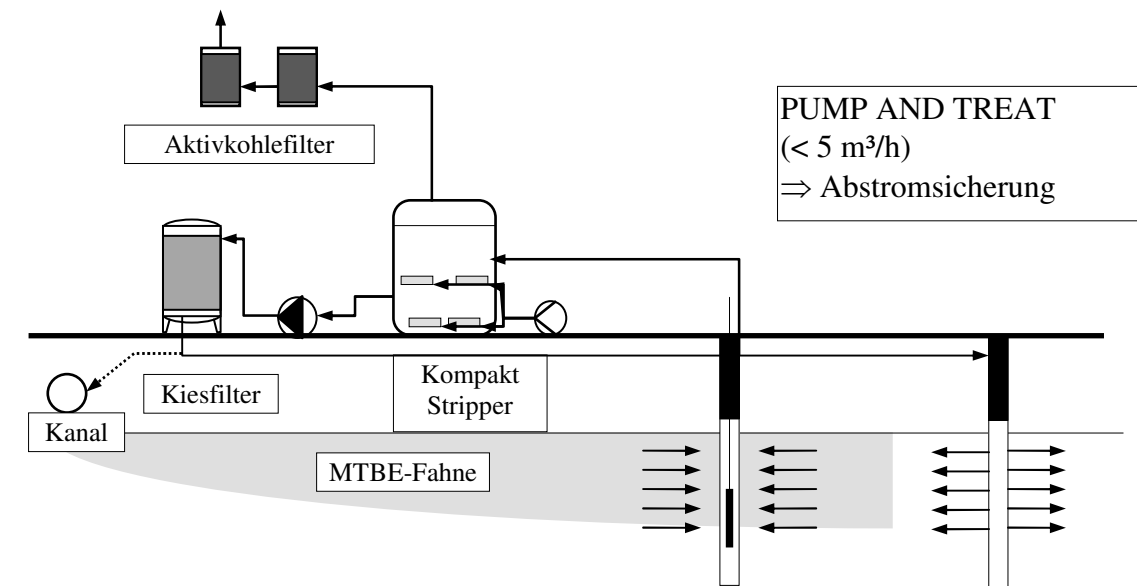 Aktivkohlefilter
PUMP AND TREAT
(< 5 m³/h)
⇒ Abstromsicherung
Kiesfilter
Kompakt
Stripper
Kanal
MTBE-Fahne